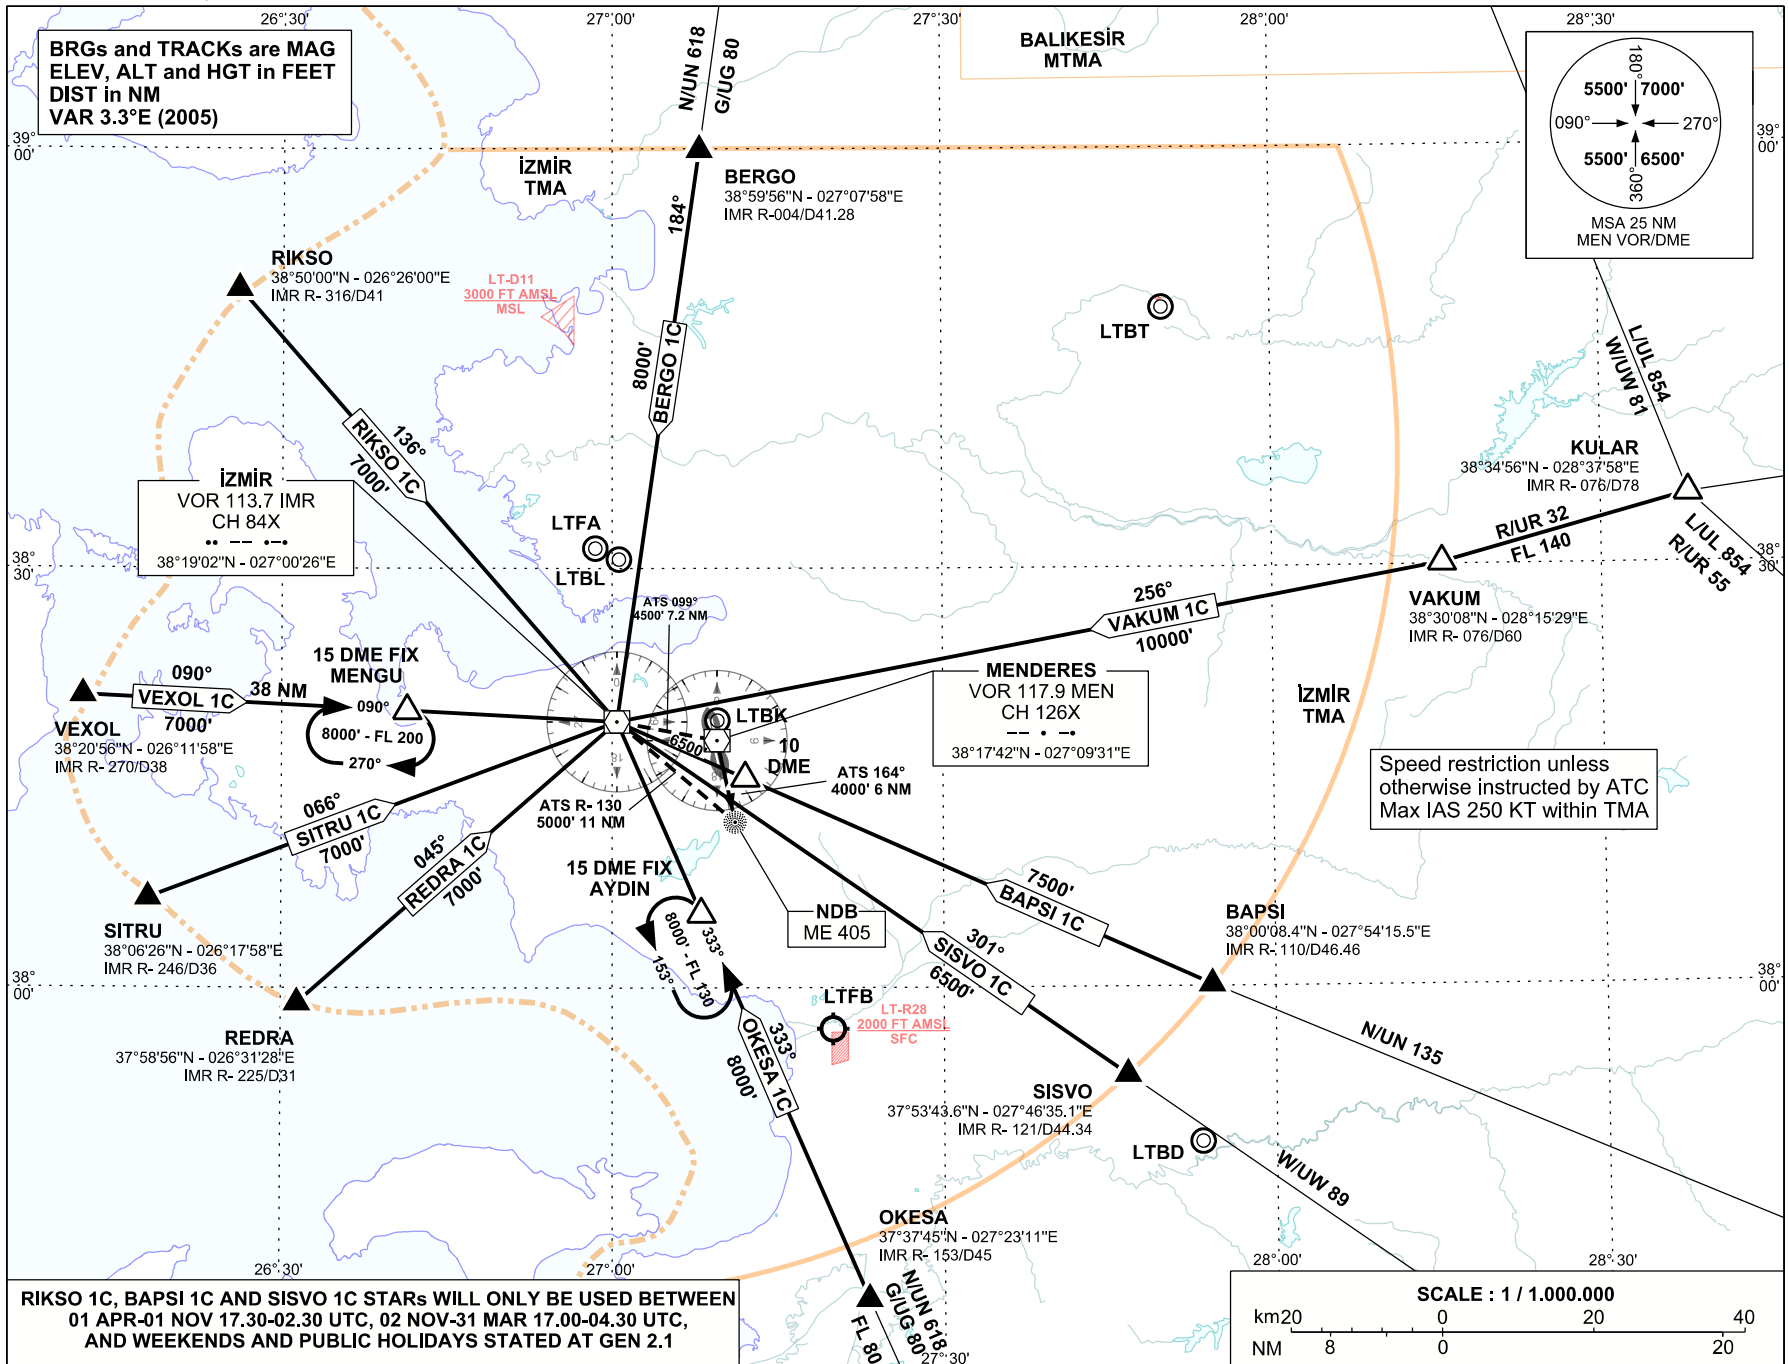 26°30'
27°00'
27°30'
28°00'
28°30'
BRGs and TRACKs are MAG
ELEV, ALT and HGT in FEET
DIST in NM
VAR 3.3°E (2005)
N/UN 618
G/UG 80
BALIKESİR
MTMA
180°
5500' 7000'
090° 270°
5500' 6500'
360°
MSA 25 NM
MEN VOR/DME
39°
00'
39°
00'
İZMİR
TMA
BERGO
38°59'56"N - 027°07'58"E
IMR R-004/D41.28
184°
RIKSO
38°50'00"N - 026°26'00"E
IMR R- 316/D41
LT-D11
3000 FT AMSL
MSL
LTBT
8000'
BERGO 1C
L/UL 854
W/UW 81
136°
RIKSO 1C
7000'
KULAR
38°34'56"N - 028°37'58"E
IMR R- 076/D78
İZMİR
VOR 113.7 IMR
CH 84X
38°19'02"N - 027°00'26"E
R/UR 32
FL 140
L/UL 854
R/UR 55
LTFA
LTBL
38°
30'
38°
30'
ATS 099°
4500' 7.2 NM
256°
VAKUM 1C
10000'
VAKUM
38°30'08"N - 028°15'29"E
IMR R- 076/D60
15 DME FIX
MENGU
090°
VEXOL 1C
7000'
38 NM
090°
8000' - FL 200
270°
VEXOL
38°20'56"N - 026°11'58"E
IMR R- 270/D38
MENDERES
VOR 117.9 MEN
CH 126X
38°17'42"N - 027°09'31"E
İZMİR
TMA
LTBK
6500'
10
DME
ATS 164°
4000' 6 NM
ATS R- 130
5000' 11 NM
Speed restriction unless
otherwise instructed by ATC
Max IAS 250 KT within TMA
066°
SITRU 1C
7000'
045°
REDRA 1C
7000'
15 DME FIX
AYDIN
NDB
ME 405
7500'
BAPSI 1C
BAPSI
38°00'08.4"N - 027°54'15.5"E
IMR R- 110/D46.46
SITRU
38°06'26"N - 026°17'58"E
IMR R- 246/D36
333°
8000' - FL 130
153°
301°
SISVO 1C
6500'
38°
00'
38°
00'
LTFB
LT-R28
2000 FT AMSL
SFC
REDRA
37°58'56"N - 026°31'28"E
IMR R- 225/D31
333°
OKESA 1C
8000'
N/UN 135
SISVO
37°53'43.6"N - 027°46'35.1"E
IMR R- 121/D44.34
LTBD
W/UW 89
OKESA
37°37'45"N - 027°23'11"E
IMR R- 153/D45
26°30'
27°00'
28°00'
28°30'
N/UN 618
G/UG 80
FL 80
27°30'
RIKSO 1C, BAPSI 1C AND SISVO 1C STARs WILL ONLY BE USED BETWEEN
01 APR-01 NOV 17.30-02.30 UTC, 02 NOV-31 MAR 17.00-04.30 UTC,
AND WEEKENDS AND PUBLIC HOLIDAYS STATED AT GEN 2.1
SCALE : 1 / 1.000.000
km20 0 20 40
NM 8 0 20